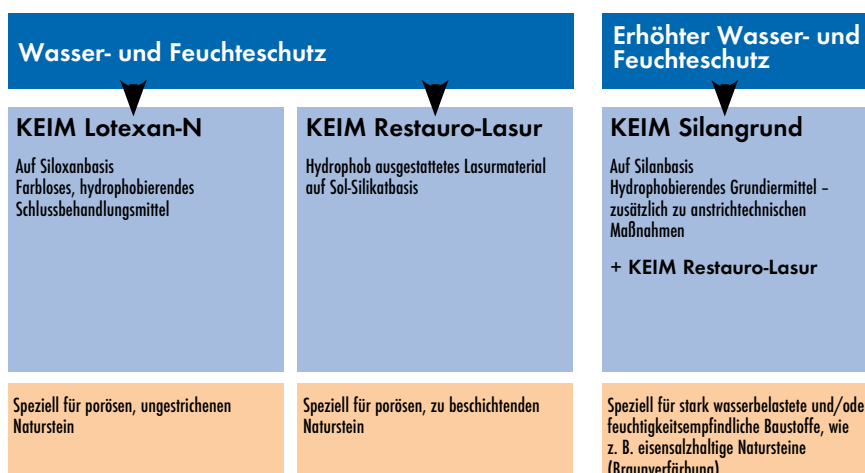 Wasser- und Feuchteschutz
KEIM Lotexan-N
Auf Siloxanbasis
Farbloses, hydrophobierendes
Schlussbehandlungsmittel
Speziell für porösen, ungestrichenen
Naturstein
KEIM Restauro-Lasur
Hydrophob ausgestattetes Lasurmaterial
auf Sol-Silikatbasis
Speziell für porösen, zu beschichtenden
Naturstein
Erhöhter Wasser- und
Feuchteschutz
KEIM Silangrund
Auf Silanbasis
Hydrophobierendes Grundiermittel –
zusätzlich zu anstrichtechnischen
Maßnahmen
+ KEIM Restauro-Lasur
Speziell für stark wasserbelastete und/ode
feuchtigkeitsempfindliche Baustoffe, wie
z. B. eisensalzhaltige Natursteine
(Braunverfärbung)